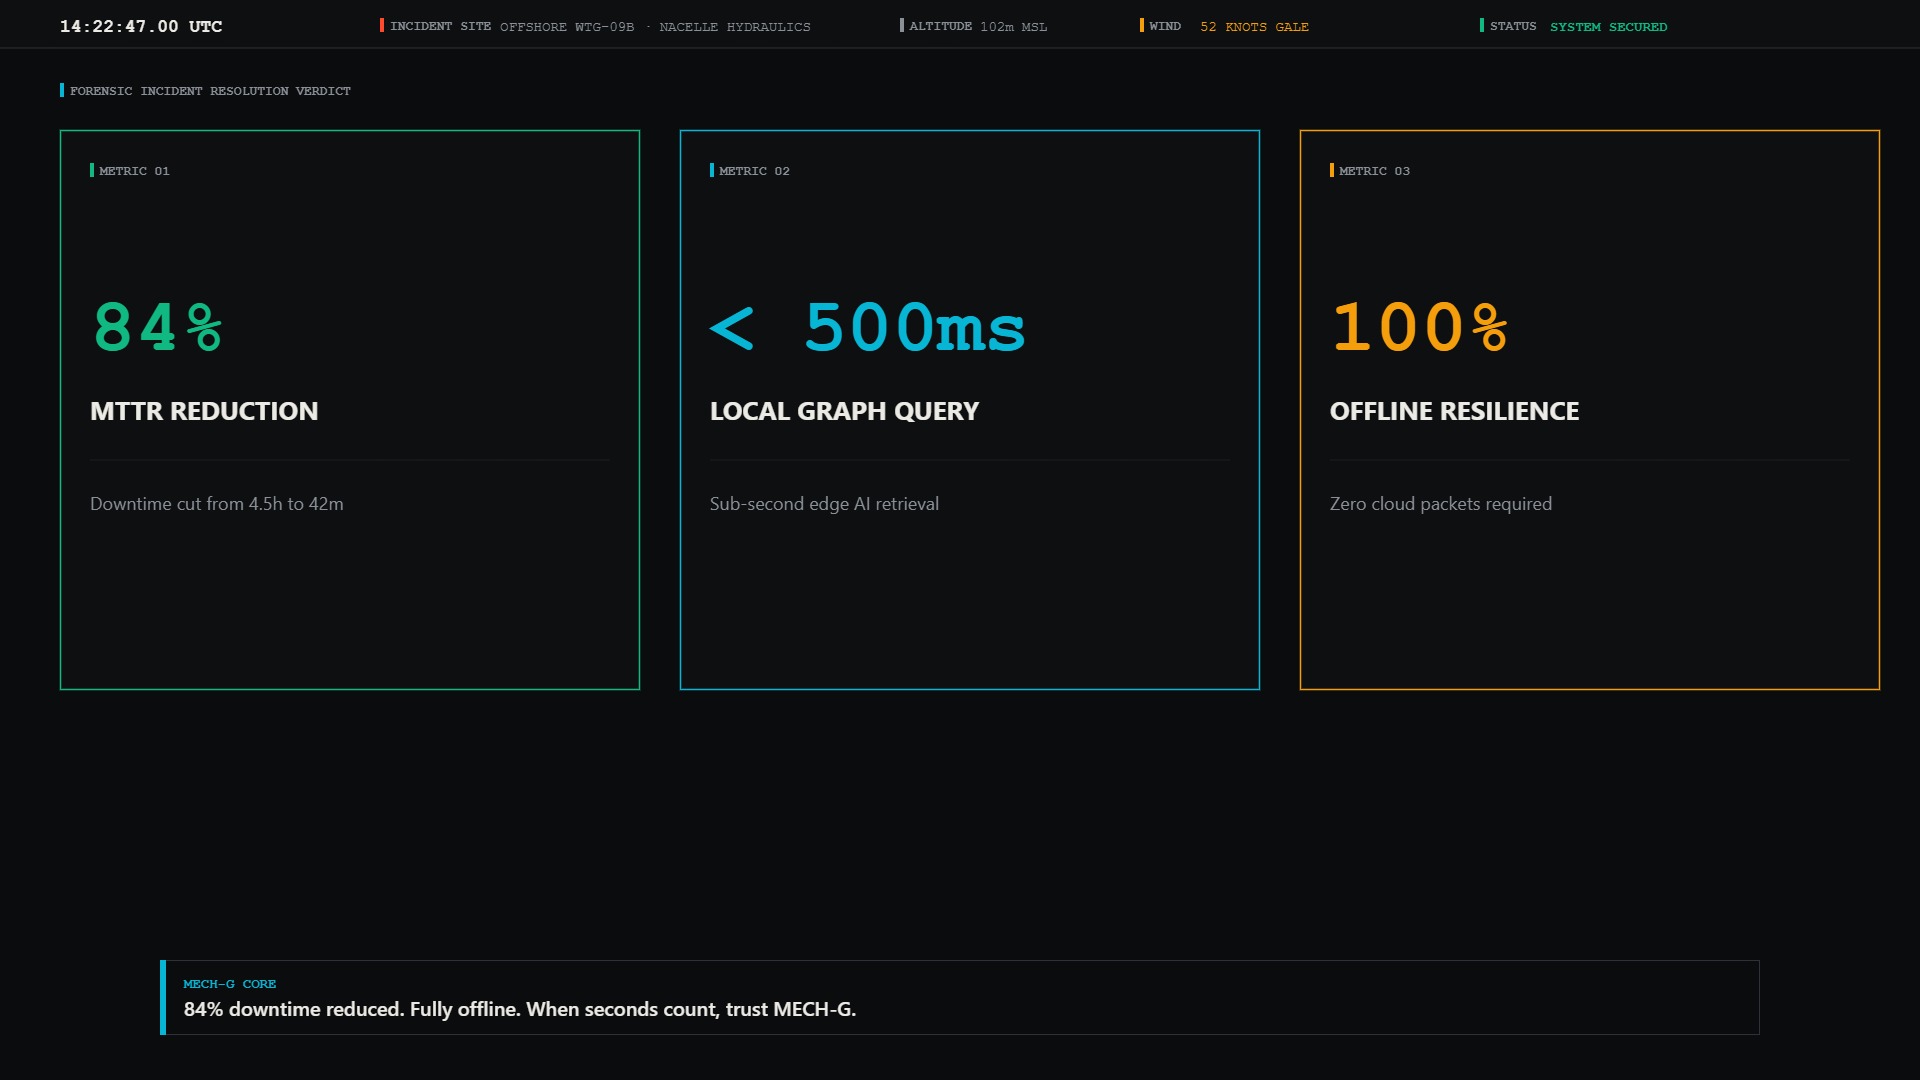 14:22:47.00 UTC INCIDENT SITE OFFSHORE WTG-09B · NACELLE HYDRAULICS ALTITUDE 102m MSL WIND 52 KNOTS GALE STATUS SYSTEM SECURED
FORENSIC INCIDENT RESOLUTION VERDICT
METRIC 01
84%
MTTR REDUCTION
Downtime cut from 4.5h to 42m
METRIC 02
< 500ms
LOCAL GRAPH QUERY
Sub-second edge AI retrieval
METRIC 03
100%
OFFLINE RESILIENCE
Zero cloud packets required
MECH-G CORE
84% downtime reduced. Fully offline. When seconds count, trust MECH-G.